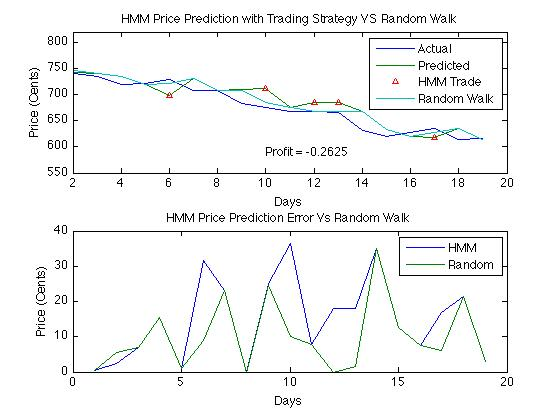 HMM Price Prediction with Trading Strategy VS Random Walk
Price (Cents)
800
750
700
650
600
550
Actual
Predicted
HMM Trade
Random Walk
Profit = -0.2625
2 4 6 8 10 12 14 16 18 20
Days
HMM Price Prediction Error Vs Random Walk
Price (Cents)
40
30
20
10
0
HMM
Random
0 5 10 15 20
Days